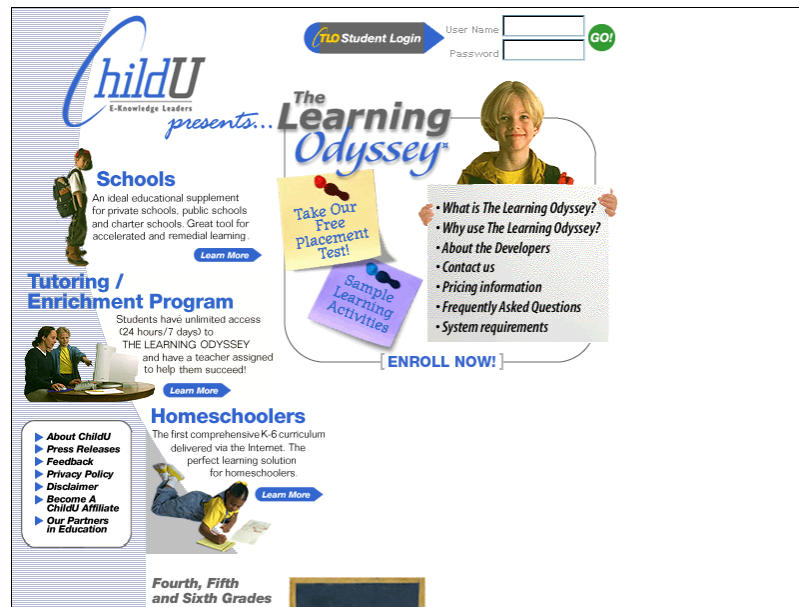 ChildU
E-Knowledge Leaders
presents...
TLO Student Login
User Name
Password
GO!
The
Learning
Odyssey
Schools
An ideal educational supplement
for private schools, public schools
and charter schools. Great tool for
accelerated and remedial learning.
Learn More
Tutoring /
Enrichment Program
Students have unlimited access
(24 hours/7 days) to
THE LEARNING ODYSSEY
and have a teacher assigned
to help them succeed!
Learn More
Homeschoolers
The first comprehensive K-6 curriculum
delivered via the Internet. The
perfect learning solution
for homeschoolers.
Learn More
Take Our
Free
Placement
Test!
Sample
Learning
Activities
• What is The Learning Odyssey?
• Why use The Learning Odyssey?
• About the Developers
• Contact us
• Pricing information
• Frequently Asked Questions
• System requirements
[ENROLL NOW!]
About ChildU
Press Releases
Feedback
Privacy Policy
Disclaimer
Become A
ChildU Affiliate
Our Partners
in Education
Fourth, Fifth
and Sixth Grades